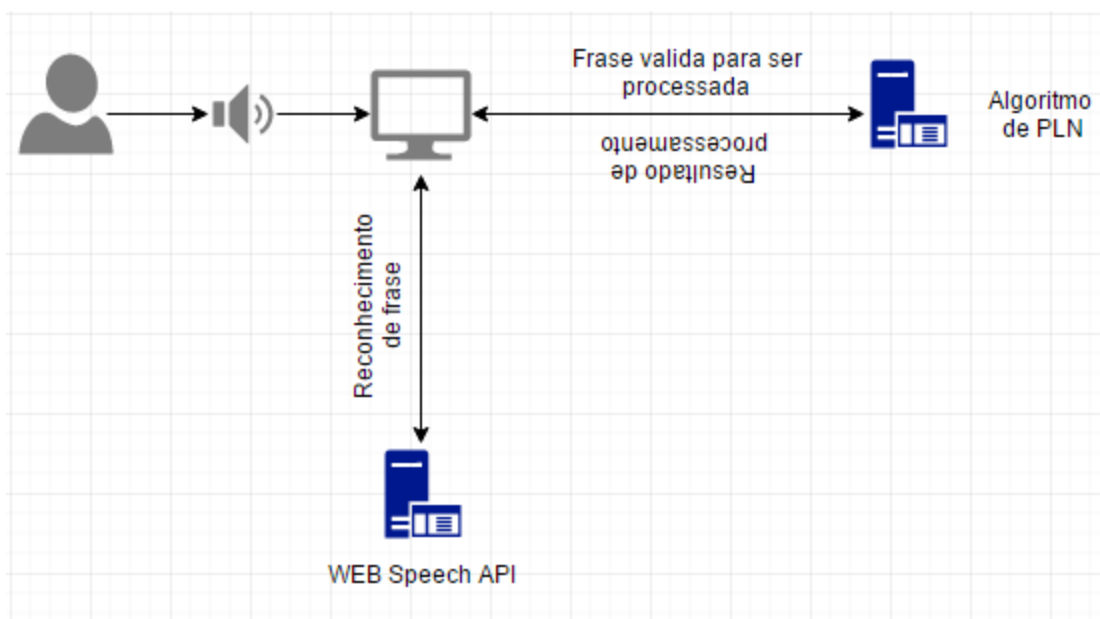 Frase valida para ser
processada
Algoritmo
de PLN
Resultado de
processamento
Reconhecimento
de frase
WEB Speech API